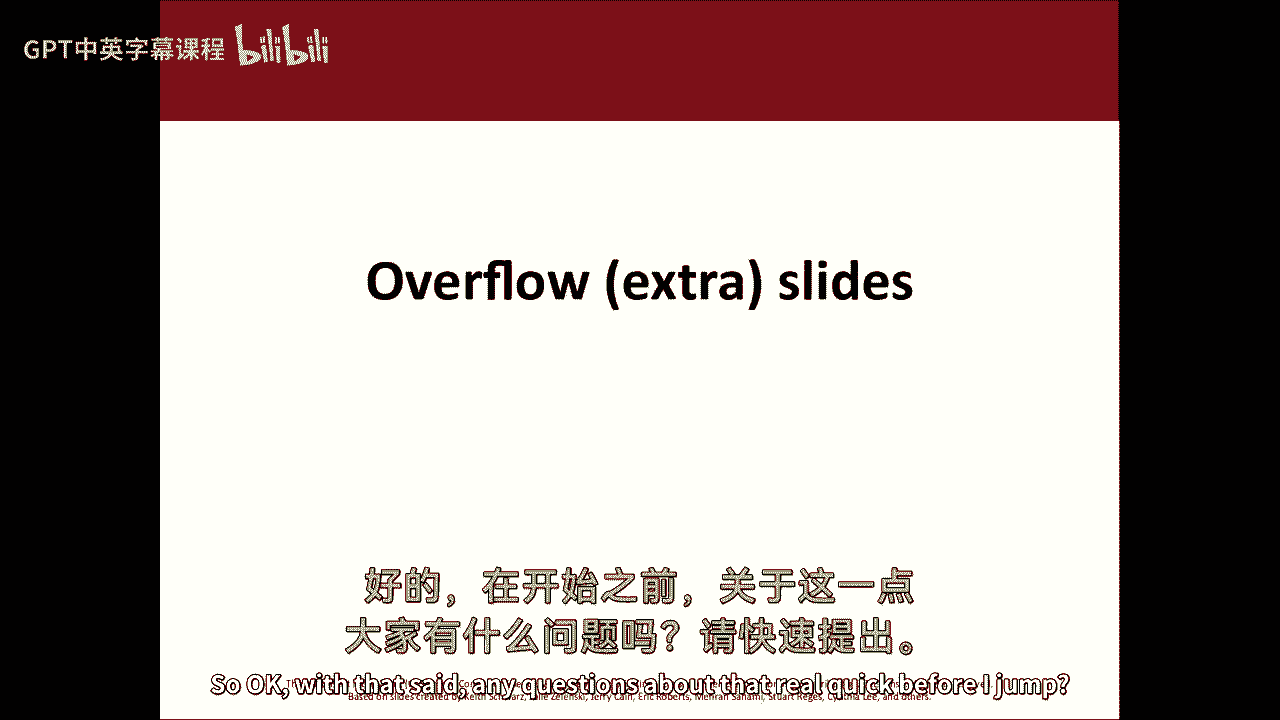 GPT中英字幕课程 bilibili
Overflow (extra) slides
好的，在开始之前，关于这一点
大家有什么问题吗？请快速提出。
So OK, with that said, any questions about that real quick before I jump?
Based on slides created by Keith Schwarz, Julie Zelenski, Jerry Cain, Eric Roberts, Mehran Sahami, Stuart Reges, Cynthia Lee, and others.